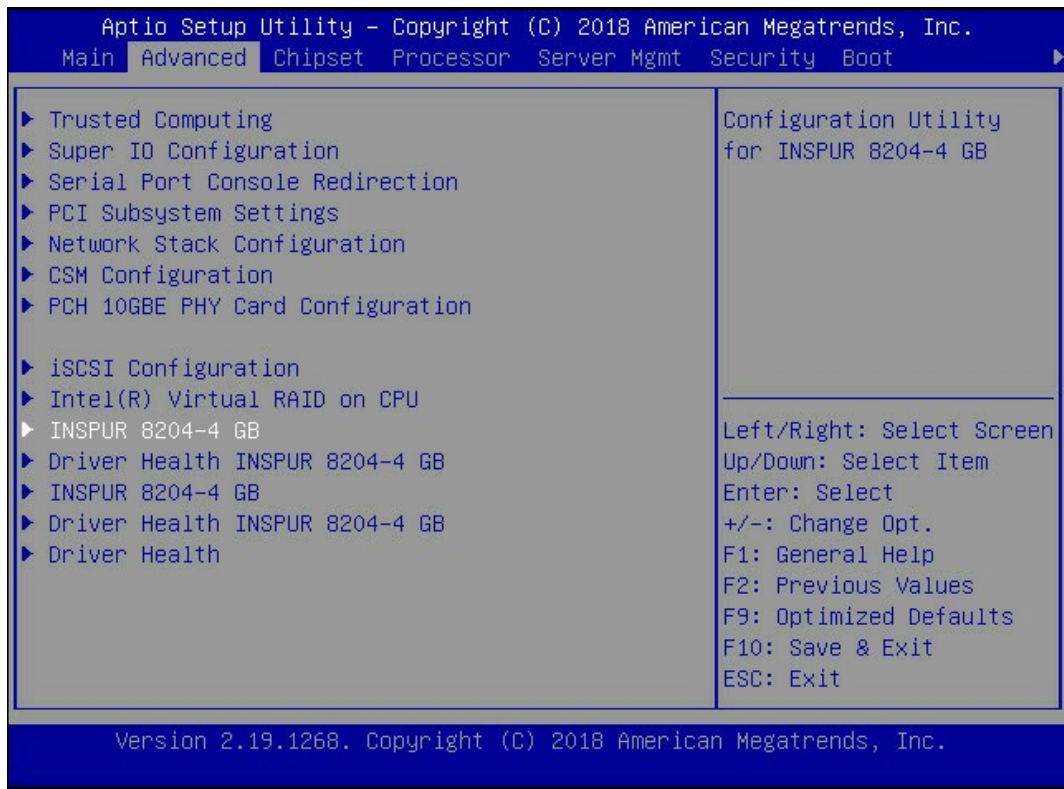 Aptio Setup Utility – Copyright (C) 2018 American Megatrends, Inc.
Main Advanced Chipset Processor Server Mgmt Security Boot
Trusted Computing
Super IO Configuration
Serial Port Console Redirection
PCI Subsystem Settings
Network Stack Configuration
CSM Configuration
PCH 10GBE PHY Card Configuration
iSCSI Configuration
Intel(R) Virtual RAID on CPU
INSPUR 8204-4 GB
Driver Health INSPUR 8204-4 GB
INSPUR 8204-4 GB
Driver Health INSPUR 8204-4 GB
Driver Health
Configuration Utility
for INSPUR 8204-4 GB
Left/Right: Select Screen
Up/Down: Select Item
Enter: Select
+/-: Change Opt.
F1: General Help
F2: Previous Values
F9: Optimized Defaults
F10: Save & Exit
ESC: Exit
Version 2.19.1268. Copyright (C) 2018 American Megatrends, Inc.